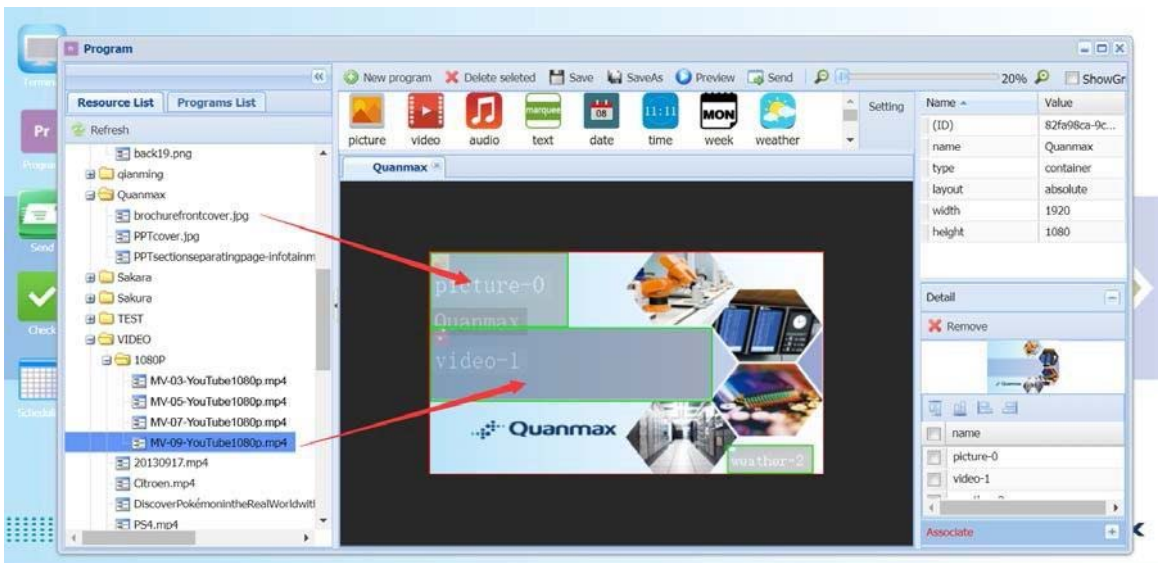 Program
New program Delete seleted Save SaveAs Preview Send 20% ShowGr
Resource List Programs List
Refresh
back19.png
qianming
Quanmax
brochurefrontcover.jpg
PPTcover.jpg
PPTsectionseparatingpage-infotainm
Sakara
Sakura
TEST
VIDEO
1080P
MV-03-YouTube1080p.mp4
MV-05-YouTube1080p.mp4
MV-07-YouTube1080p.mp4
MV-09-YouTube1080p.mp4
20130917.mp4
Citroen.mp4
DiscoverPokémonintheRealWorldwitl
PS4.mp4
marquee 08 11:11 MON
picture video audio text date time week weather
Setting
Quanmax
picture-0
Quanmax
video-1
Quanmax
weather-2
Name Value
(ID) 82fa98ca-9c...
name Quanmax
type container
layout absolute
width 1920
height 1080
Detail
Remove
Quanmax
name
picture-0
video-1
Associate
Pr
Send
Check